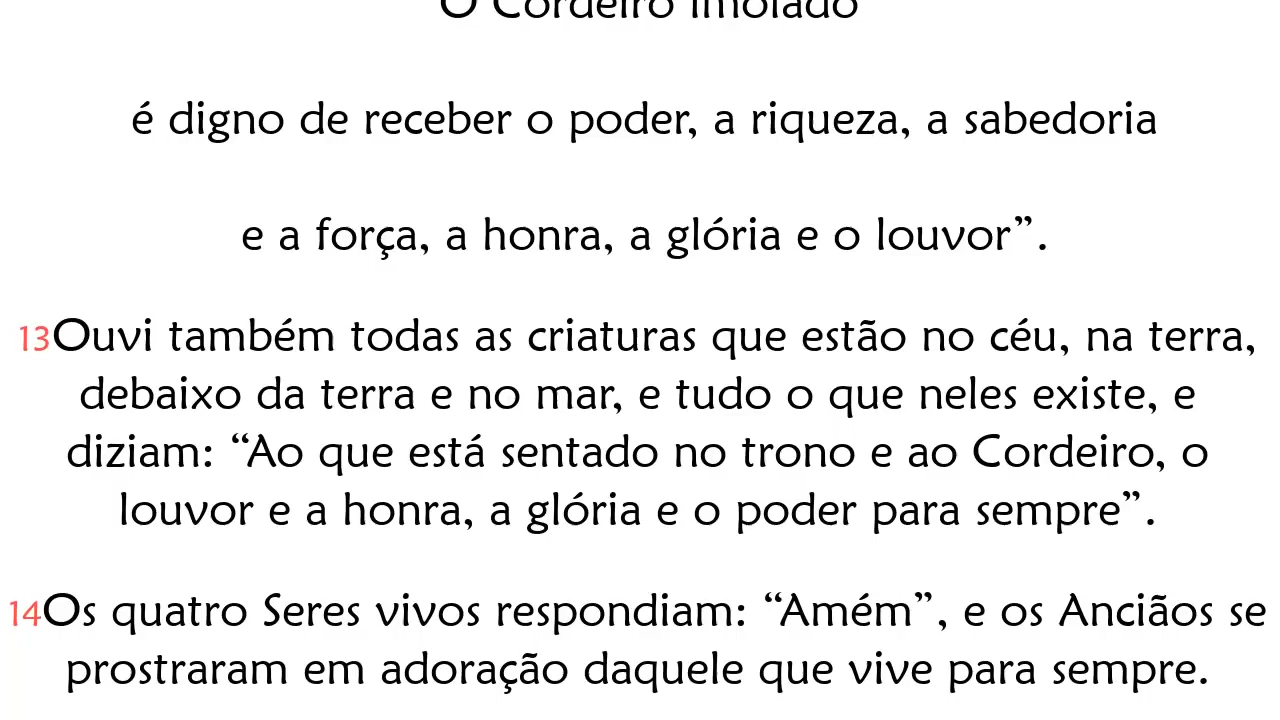 O Cordeiro imolado
é digno de receber o poder, a riqueza, a sabedoria
e a força, a honra, a glória e o louvor”.
13Ouvi também todas as criaturas que estão no céu, na terra,
debaixo da terra e no mar, e tudo o que neles existe, e
diziam: “Ao que está sentado no trono e ao Cordeiro, o
louvor e a honra, a glória e o poder para sempre”.
14Os quatro Seres vivos respondiam: “Amém”, e os Anciãos se
prostraram em adoração daquele que vive para sempre.